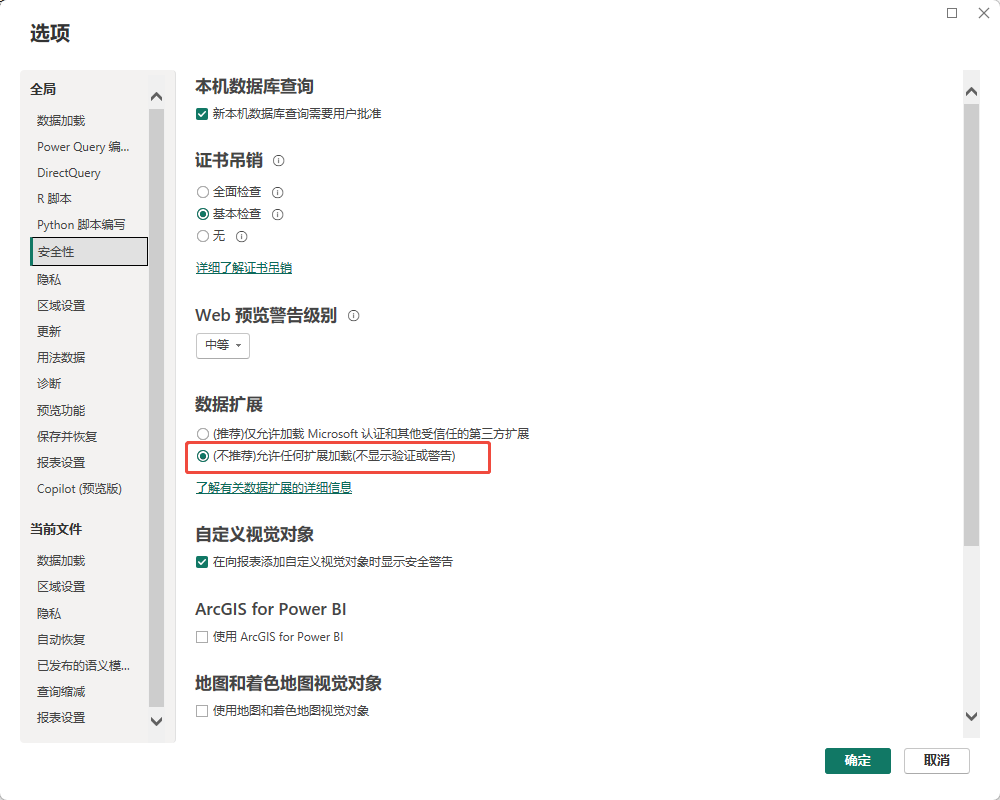 选项
全局
数据加载
Power Query 编...
DirectQuery
R 脚本
Python 脚本编写
安全性
隐私
区域设置
更新
用法数据
诊断
预览功能
保存并恢复
报表设置
Copilot (预览版)
当前文件
数据加载
区域设置
隐私
自动恢复
已发布的语义模...
查询缩减
报表设置
本机数据库查询
新本机数据库查询需要用户批准
证书吊销
全面检查
基本检查
无
详细了解证书吊销
Web 预览警告级别
中等
数据扩展
(推荐)仅允许加载 Microsoft 认证和其他受信任的第三方扩展
(不推荐)允许任何扩展加载(不显示验证或警告)
了解有关数据扩展的详细信息
自定义视觉对象
在向报表添加自定义视觉对象时显示安全警告
ArcGIS for Power BI
使用 ArcGIS for Power BI
地图和着色地图视觉对象
使用地图和着色地图视觉对象
确定
取消